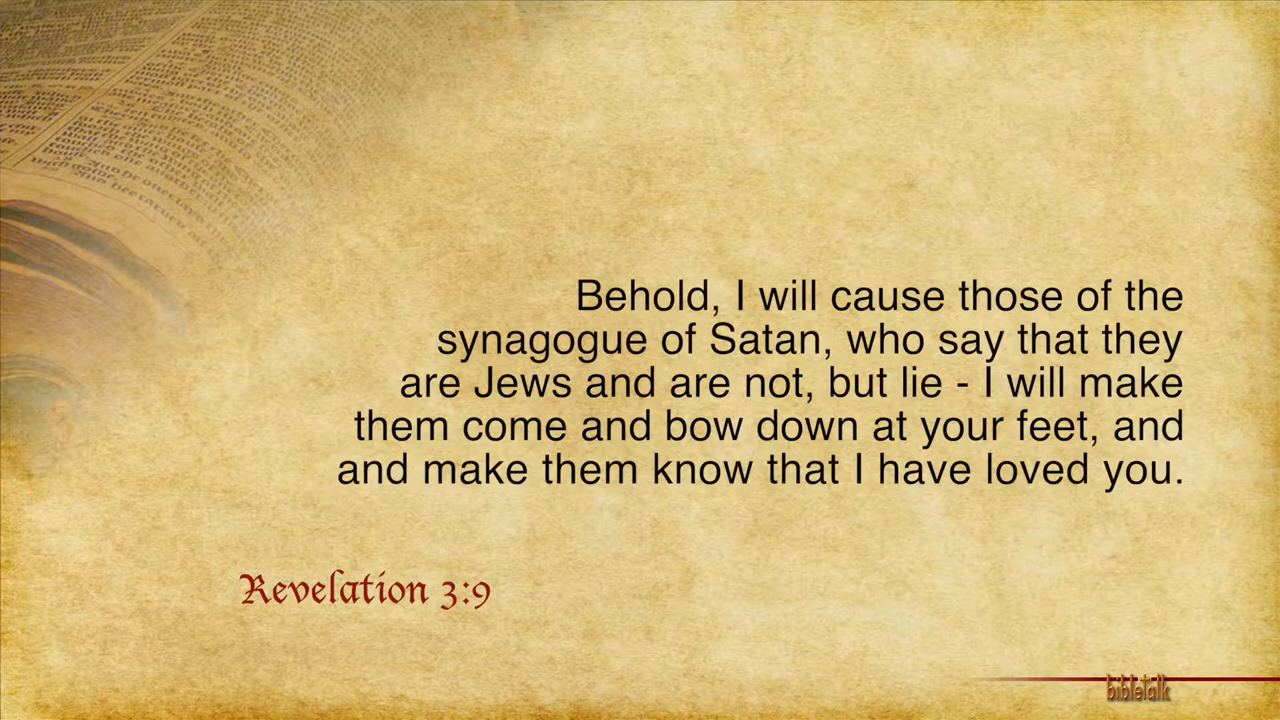 Behold, I will cause those of the
synagogue of Satan, who say that they
are Jews and are not, but lie - I will make
them come and bow down at your feet, and
and make them know that I have loved you.
Revelation 3:9
bibletalk